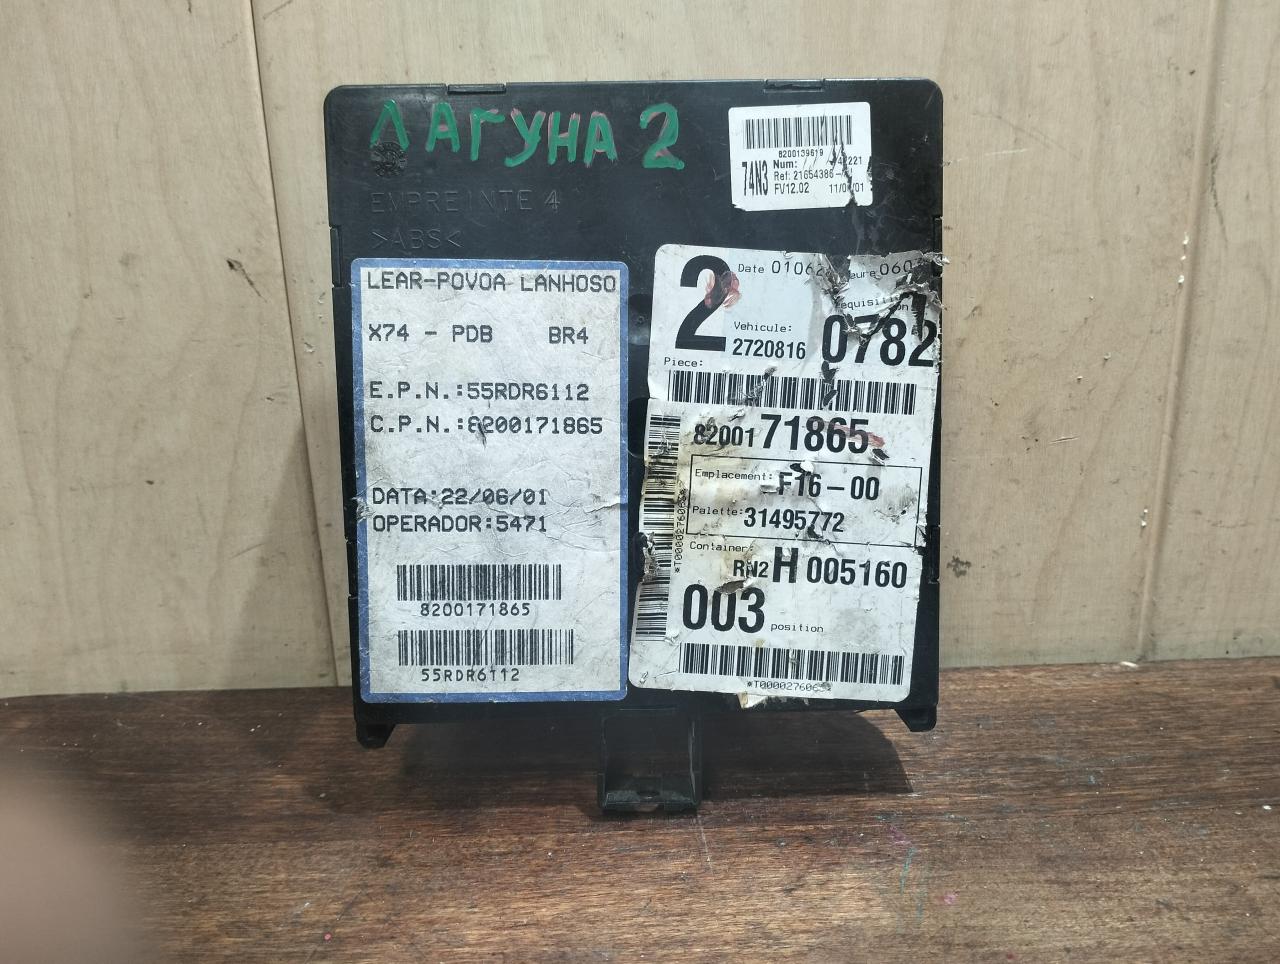 ЛАГУНА 2
EMPREINTE 4
>ABS<
8200139619
74N3
Num:
Ref: 21654386-
FV12.02
LEAR-POVOA LANHOSO
X74 - PDB BR4
E.P.N.:55RDR6112
C.P.N.:8200171865
DATA:22/06/01
OPERADOR:5471
8200171865
55RDR6112
2
Date
Vehicule:
2720816
0782
Piece:
8200171865
Emplacement: F16-00
Palette: 31495772
Container:
RN2 H 005160
003 position